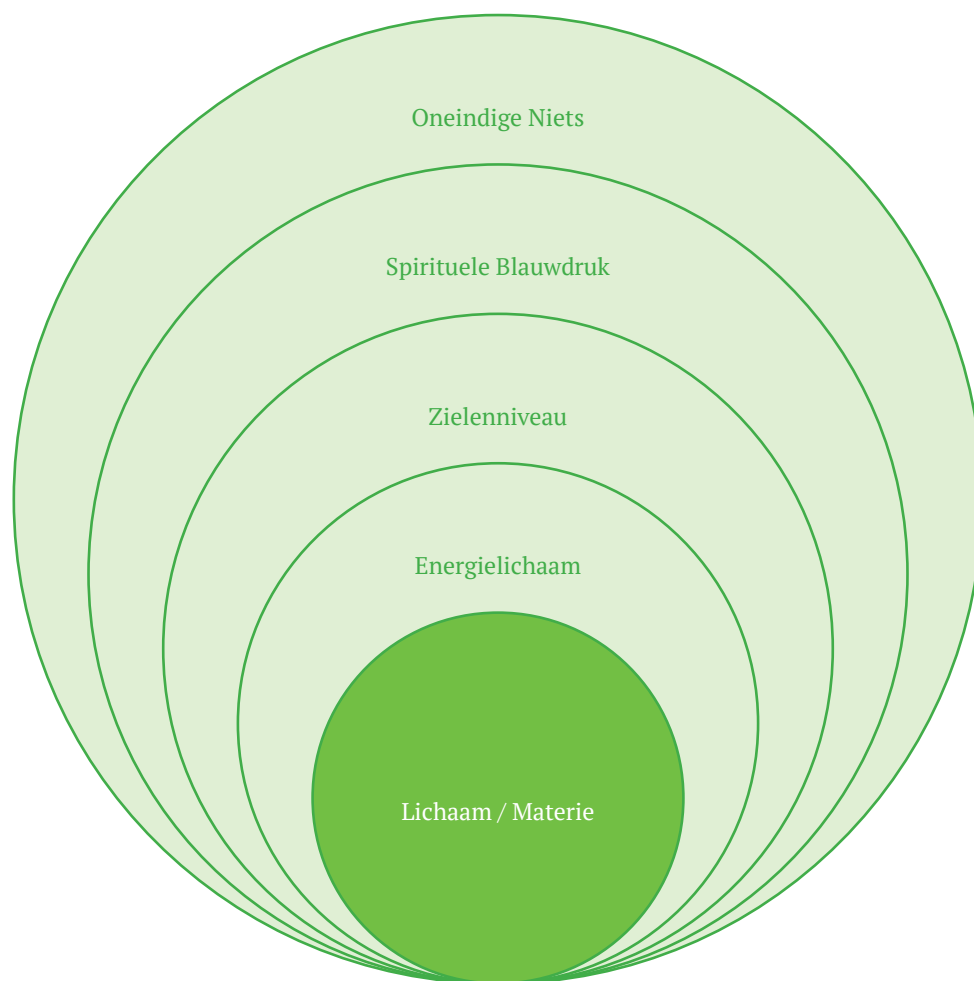 Oneindige Niets
Spirituele Blauwdruk
Zielenniveau
Energielichaam
Lichaam / Materie